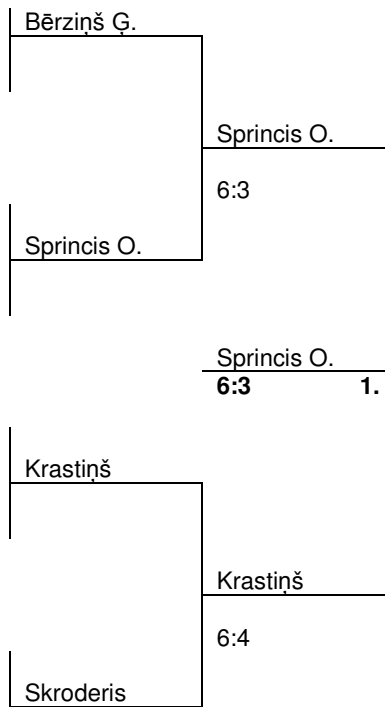 Bērziņš Ģ.
Sprincis O.
6:3
Sprincis O.
Sprincis O.
6:3 1.
Krastiņš
Krastiņš
6:4
Skroderis